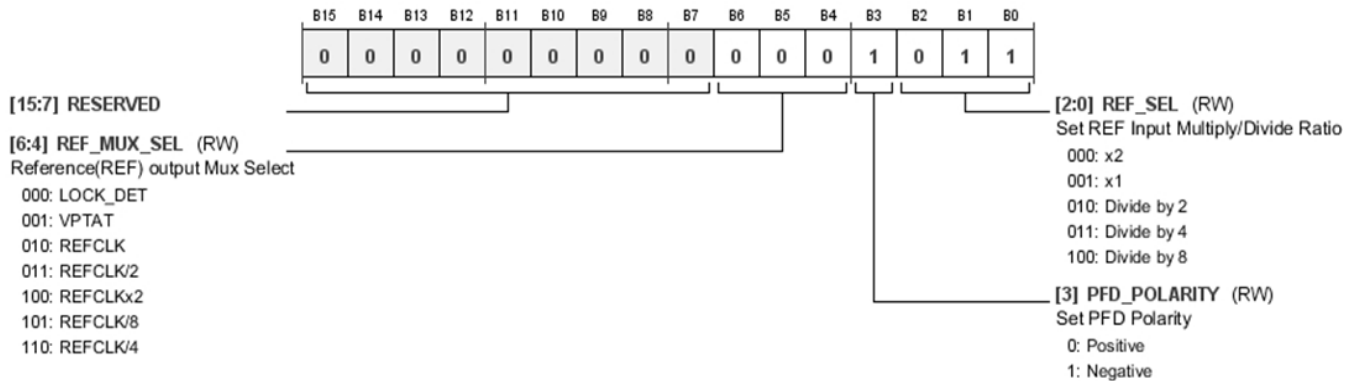 B15 B14 B13 B12 B11 B10 B9 B8 B7 B6 B5 B4 B3 B2 B1 B0
0 0 0 0 0 0 0 0 0 0 0 0 1 0 1 1
[15:7] RESERVED
[6:4] REF_MUX_SEL (RW)
Reference(REF) output Mux Select
000: LOCK_DET
001: VPTAT
010: REFCLK
011: REFCLK/2
100: REFCLKx2
101: REFCLK/8
110: REFCLK/4
[2:0] REF_SEL (RW)
Set REF Input Multiply/Divide Ratio
000: x2
001: x1
010: Divide by 2
011: Divide by 4
100: Divide by 8
[3] PFD_POLARITY (RW)
Set PFD Polarity
0: Positive
1: Negative